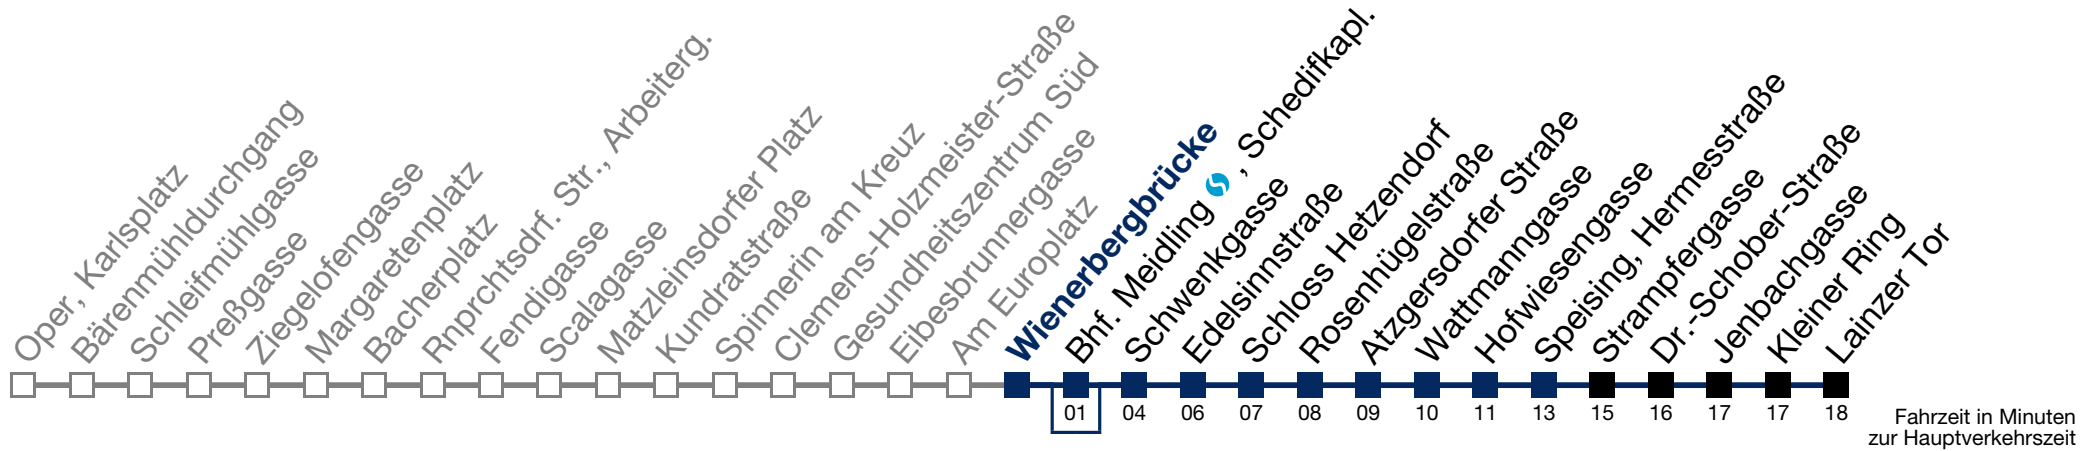 Oper, Karlsplatz
Bärenmühldurchgang
Schleifmühlgasse
Preßgasse
Ziegelofengasse
Margaretenplatz
Bacherplatz
Rnprchtsdrf. Str., Arbeiterg.
Fendigasse
Scalagasse
Matzleinsdorfer Platz
Kundratstraße
Spinnerin am Kreuz
Clemens-Holzmeister-Straße
Gesundheitszentrum Süd
Eibesbrunnergasse
Am Europlatz
Wienerbergbrücke
Bhf. Meidling , Schedifkapl.
Schwenkgasse
Edelsinnstraße
Schloss Hetzendorf
Rosenhügelstraße
Atzgersdorfer Straße
Wattmanngasse
Hofwiesengasse
Speising, Hermesstraße
Strampfergasse
Dr.-Schober-Straße
Jenbachgasse
Kleiner Ring
Lainzer Tor
01 04 06 07 08 09 10 11 13 15 16 17 17 18
Fahrzeit in Minuten
zur Hauptverkehrszeit